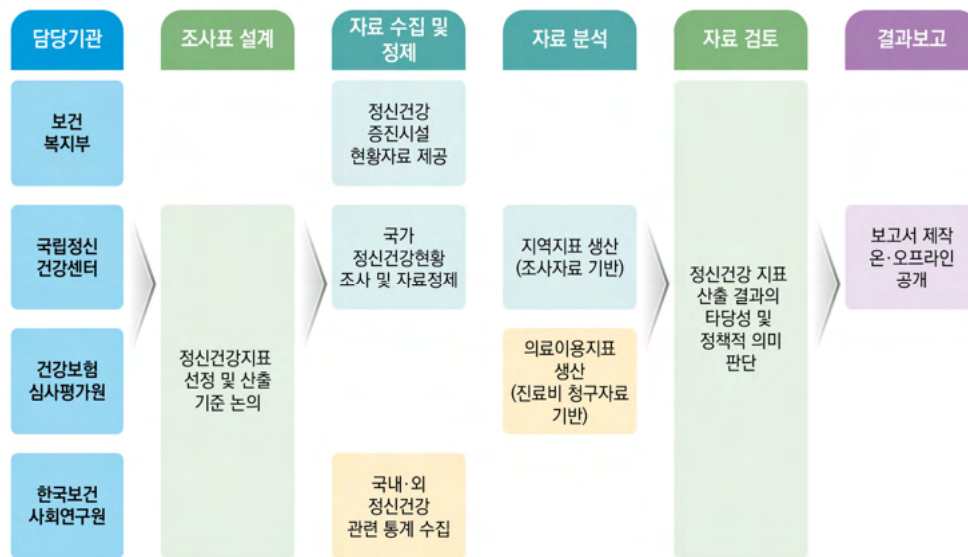 담당기관
조사표 설계
자료 수집 및
정제
자료 분석
자료 검토
결과보고
보건
복지부
정신건강
증진시설
현황자료 제공
국립정신
건강센터
국가
정신건강현황
조사 및 자료정제
지역지표 생산
(조사자료 기반)
보고서 제작
온·오프라인
공개
정신건강지표
선정 및 산출
기준 논의
정신건강 지표
산출 결과의
타당성 및
정책적 의미
판단
건강보험
심사평가원
의료이용지표
생산
(진료비 청구자료
기반)
한국보건
사회연구원
국내·외
정신건강
관련 통계 수집